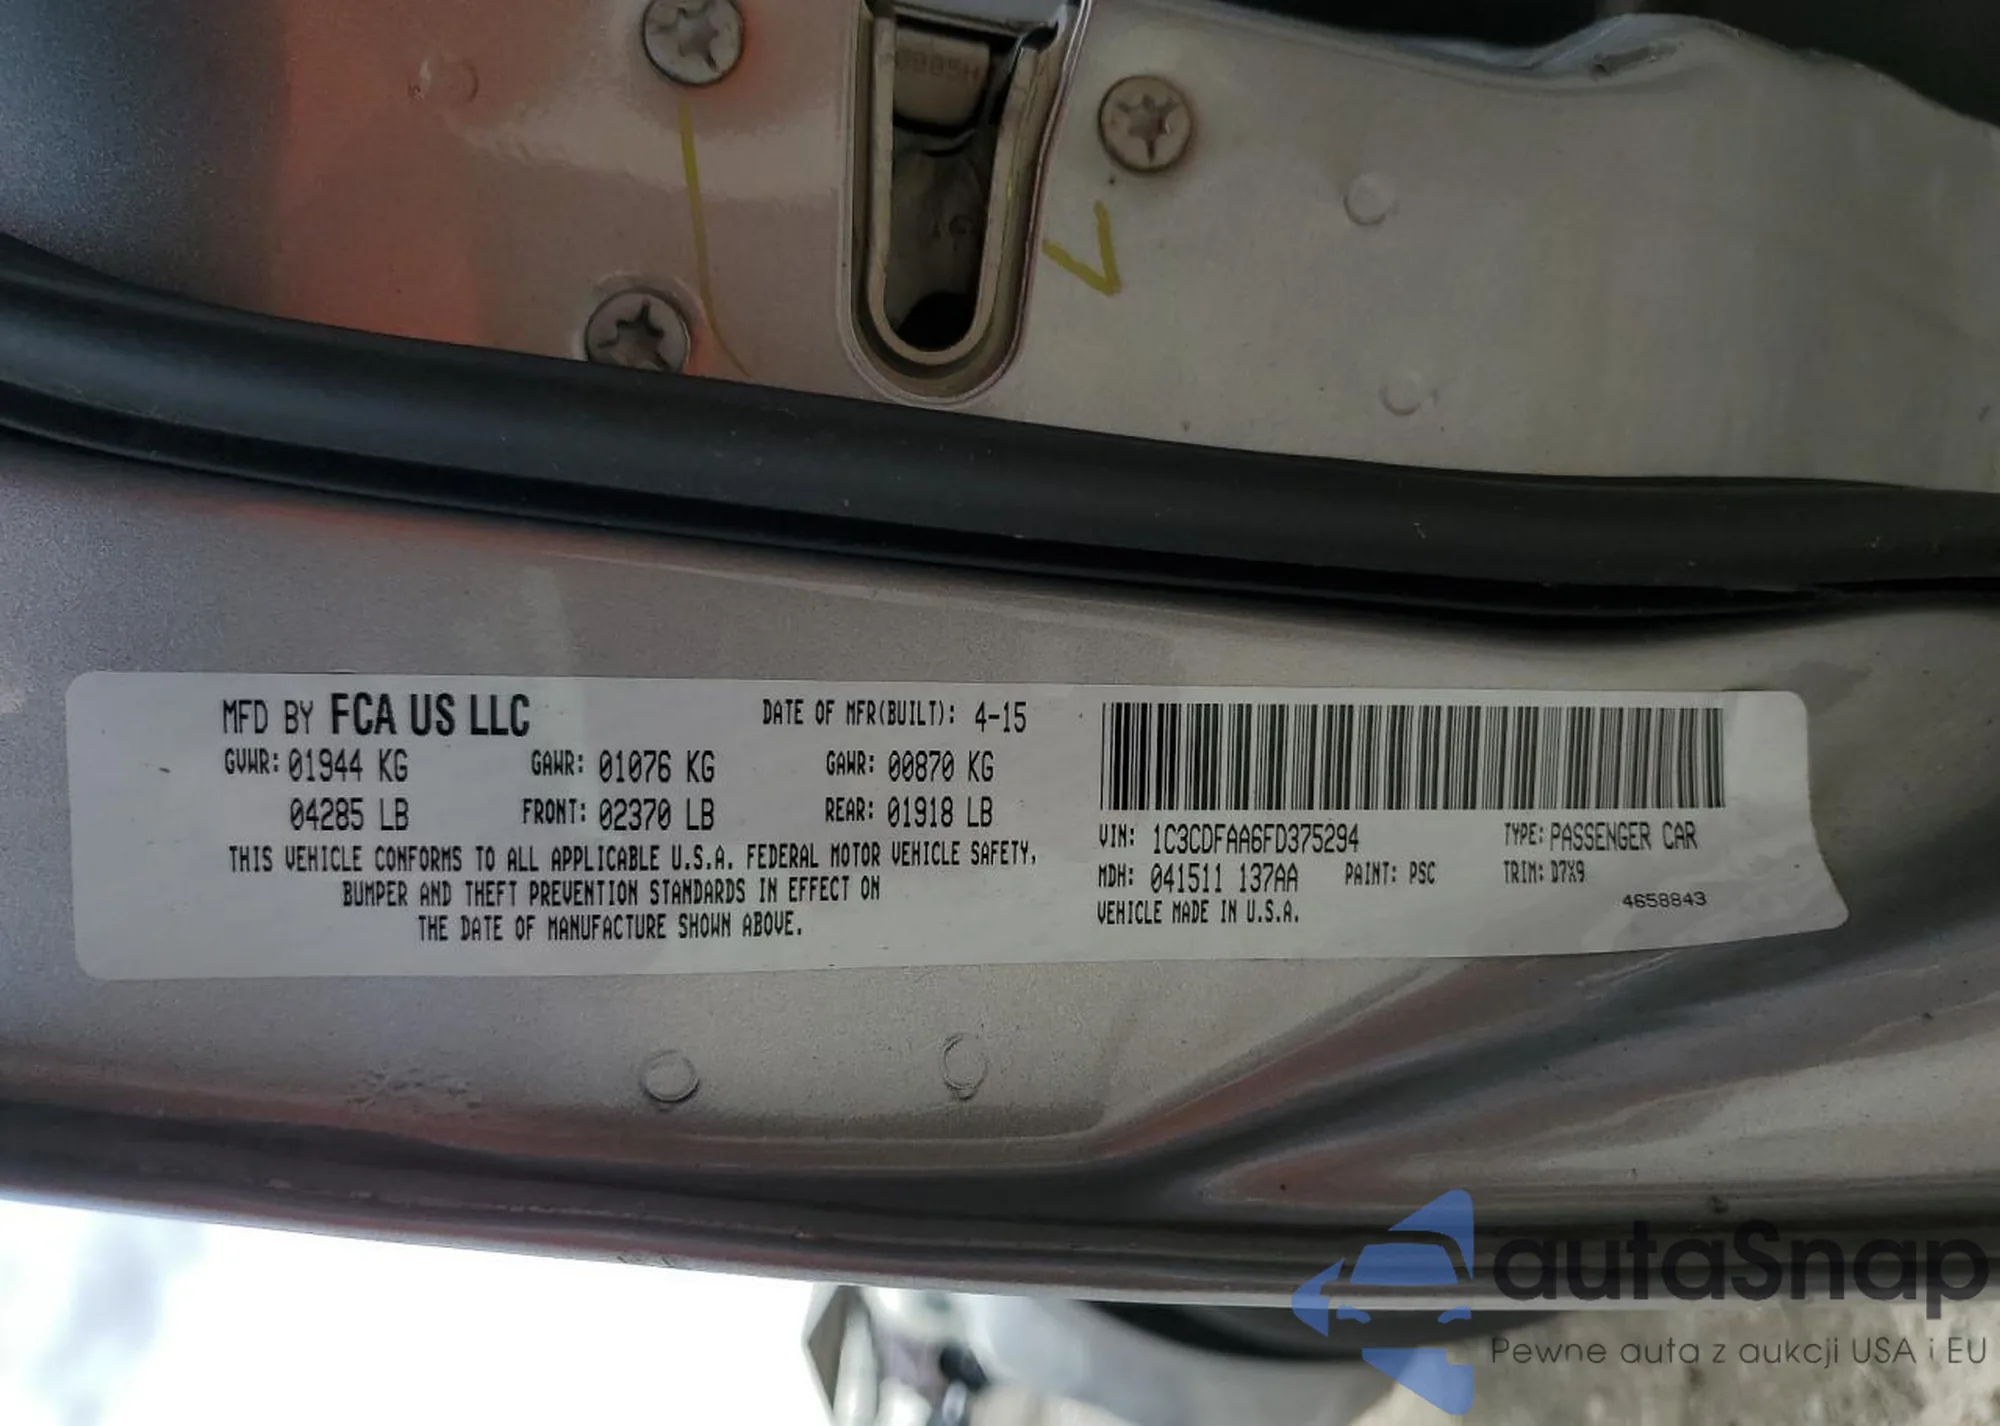 MFD BY FCA US LLC DATE OF MFR(BUILT): 4-15
GVWR: 01944 KG GAWR: 01076 KG GAWR: 00870 KG
04285 LB FRONT: 02370 LB REAR: 01918 LB
THIS VEHICLE CONFORMS TO ALL APPLICABLE U.S.A. FEDERAL MOTOR VEHICLE SAFETY,
BUMPER AND THEFT PREVENTION STANDARDS IN EFFECT ON
THE DATE OF MANUFACTURE SHOWN ABOVE.
VIN: 1C3CDFAA6FD375294 TYPE: PASSENGER CAR
MDH: 041511 137AA PAINT: PSC TRIM: D7X9
VEHICLE MADE IN U.S.A. 4658843
autaSnap
Pewne auta z aukcji USA i EU